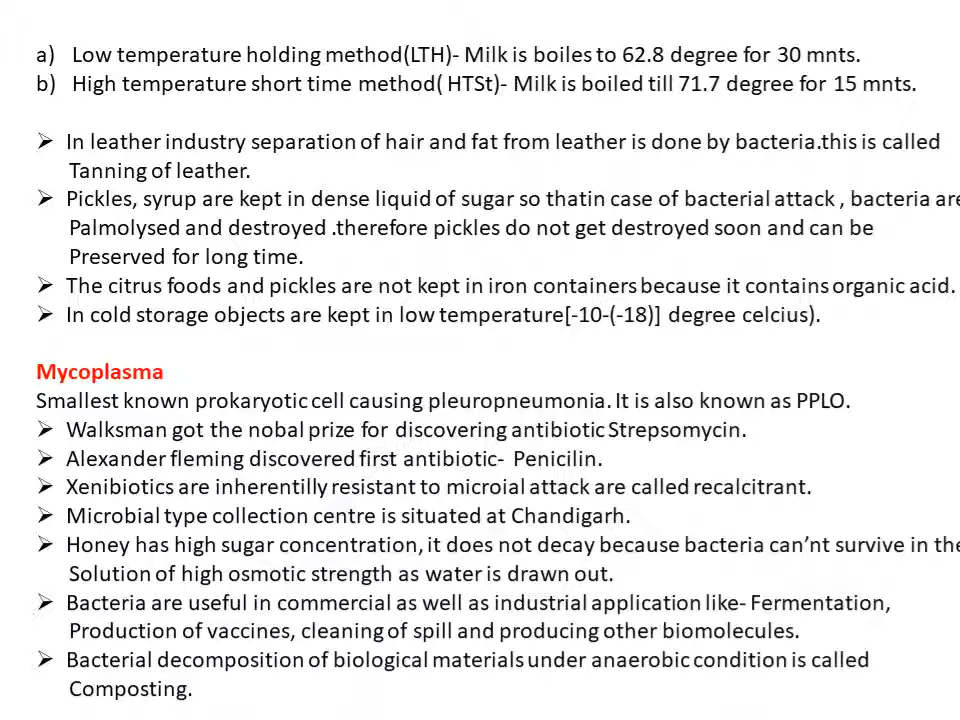 a) Low temperature holding method(LTH)- Milk is boiles to 62.8 degree for 30 mnts.
b) High temperature short time method( HTSt)- Milk is boiled till 71.7 degree for 15 mnts.
➢ In leather industry separation of hair and fat from leather is done by bacteria.this is called
Tanning of leather.
➢ Pickles, syrup are kept in dense liquid of sugar so thatin case of bacterial attack , bacteria are
Palmolysed and destroyed .therefore pickles do not get destroyed soon and can be
Preserved for long time.
➢ The citrus foods and pickles are not kept in iron containers because it contains organic acid.
➢ In cold storage objects are kept in low temperature[-10-(-18)] degree celcius).
Mycoplasma
Smallest known prokaryotic cell causing pleuropneumonia. It is also known as PPLO.
➢ Walksman got the nobal prize for discovering antibiotic Strepsomycin.
➢ Alexander fleming discovered first antibiotic- Penicilin.
➢ Xenibiotics are inherentilly resistant to microial attack are called recalcitrant.
➢ Microbial type collection centre is situated at Chandigarh.
➢ Honey has high sugar concentration, it does not decay because bacteria can'nt survive in the
Solution of high osmotic strength as water is drawn out.
➢ Bacteria are useful in commercial as well as industrial application like- Fermentation,
Production of vaccines, cleaning of spill and producing other biomolecules.
➢ Bacterial decomposition of biological materials under anaerobic condition is called
Composting.